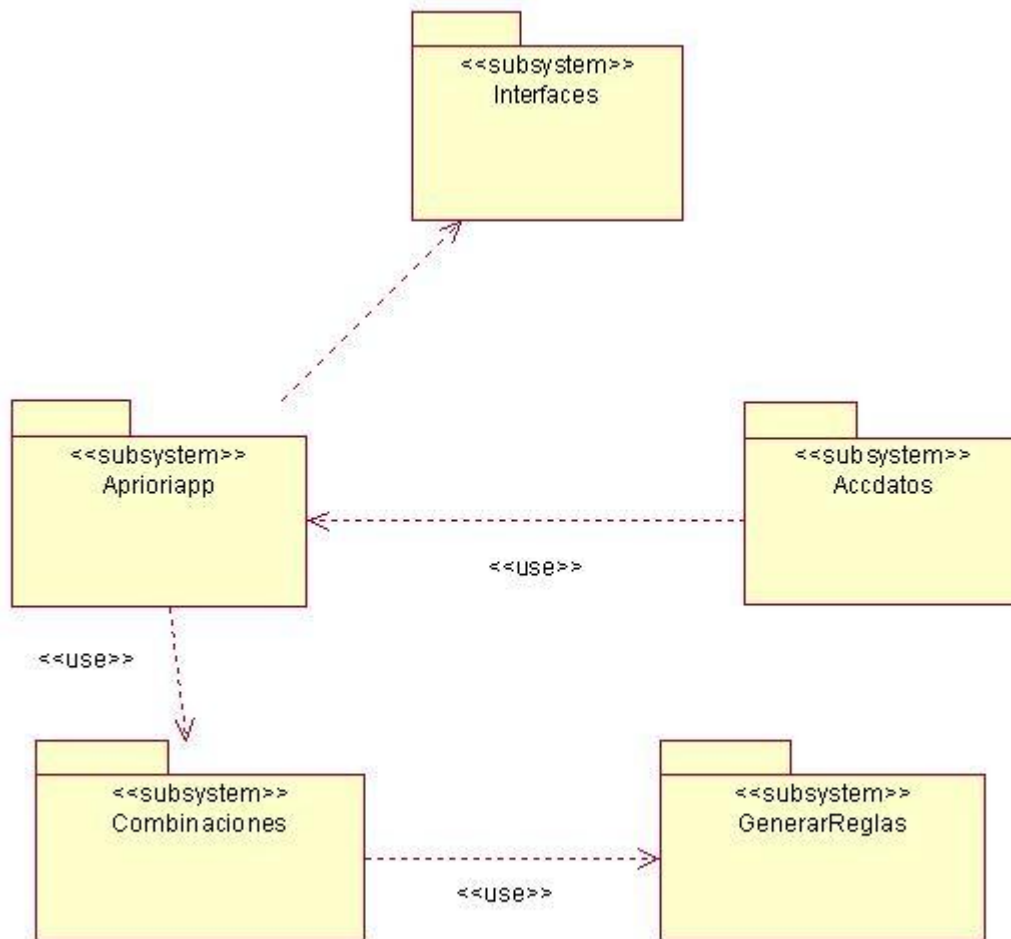 <<subsystem>>
Interfaces
<<subsystem>>
Aprioriapp
<<subsystem>>
Accdatos
<<use>>
<<use>>
<<subsystem>>
Combinaciones
<<subsystem>>
GenerarReglas
<<use>>